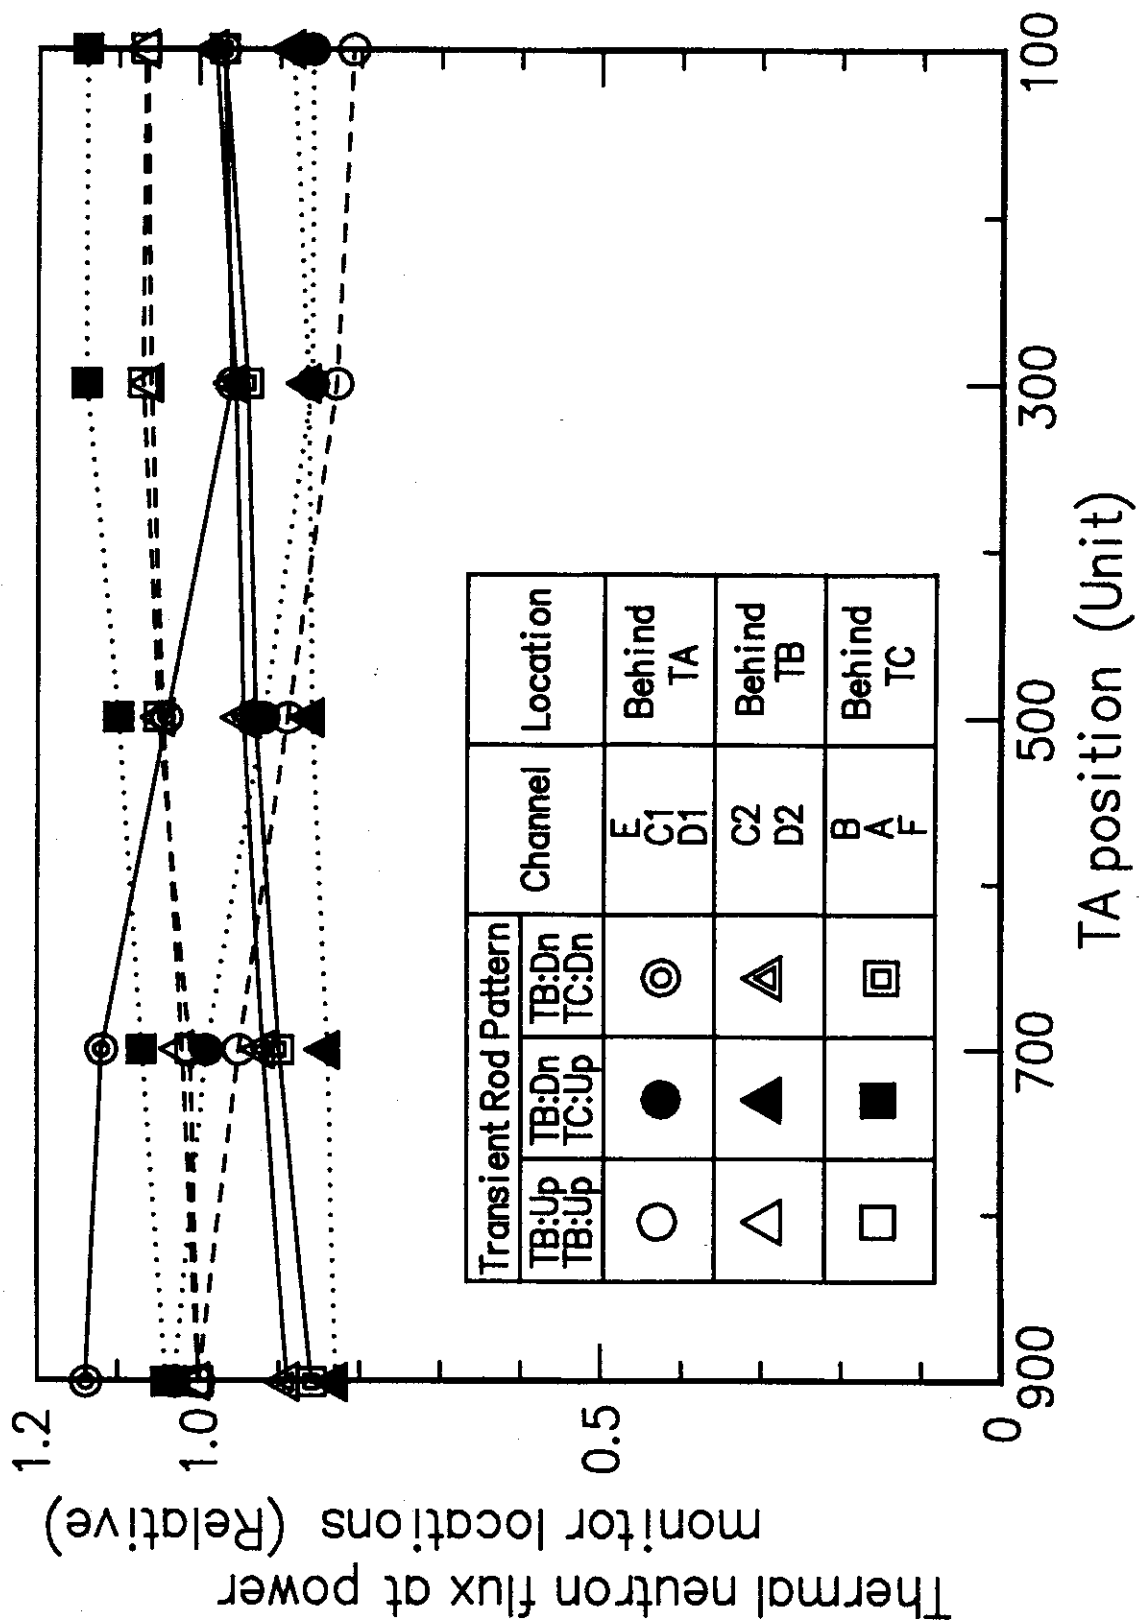 Thermal neutron flux at power
monitor locations (Relative)
1.2
1.0
0.5
0
900
700
500
300
100
TA position (Unit)
Transient Rod Pattern
Channel
Location
TB:Up
TB:Up
TB:Dn
TC:Up
TB:Dn
TC:Dn
E
C1
D1
Behind
TA
C2
D2
Behind
TB
B
A
F
Behind
TC